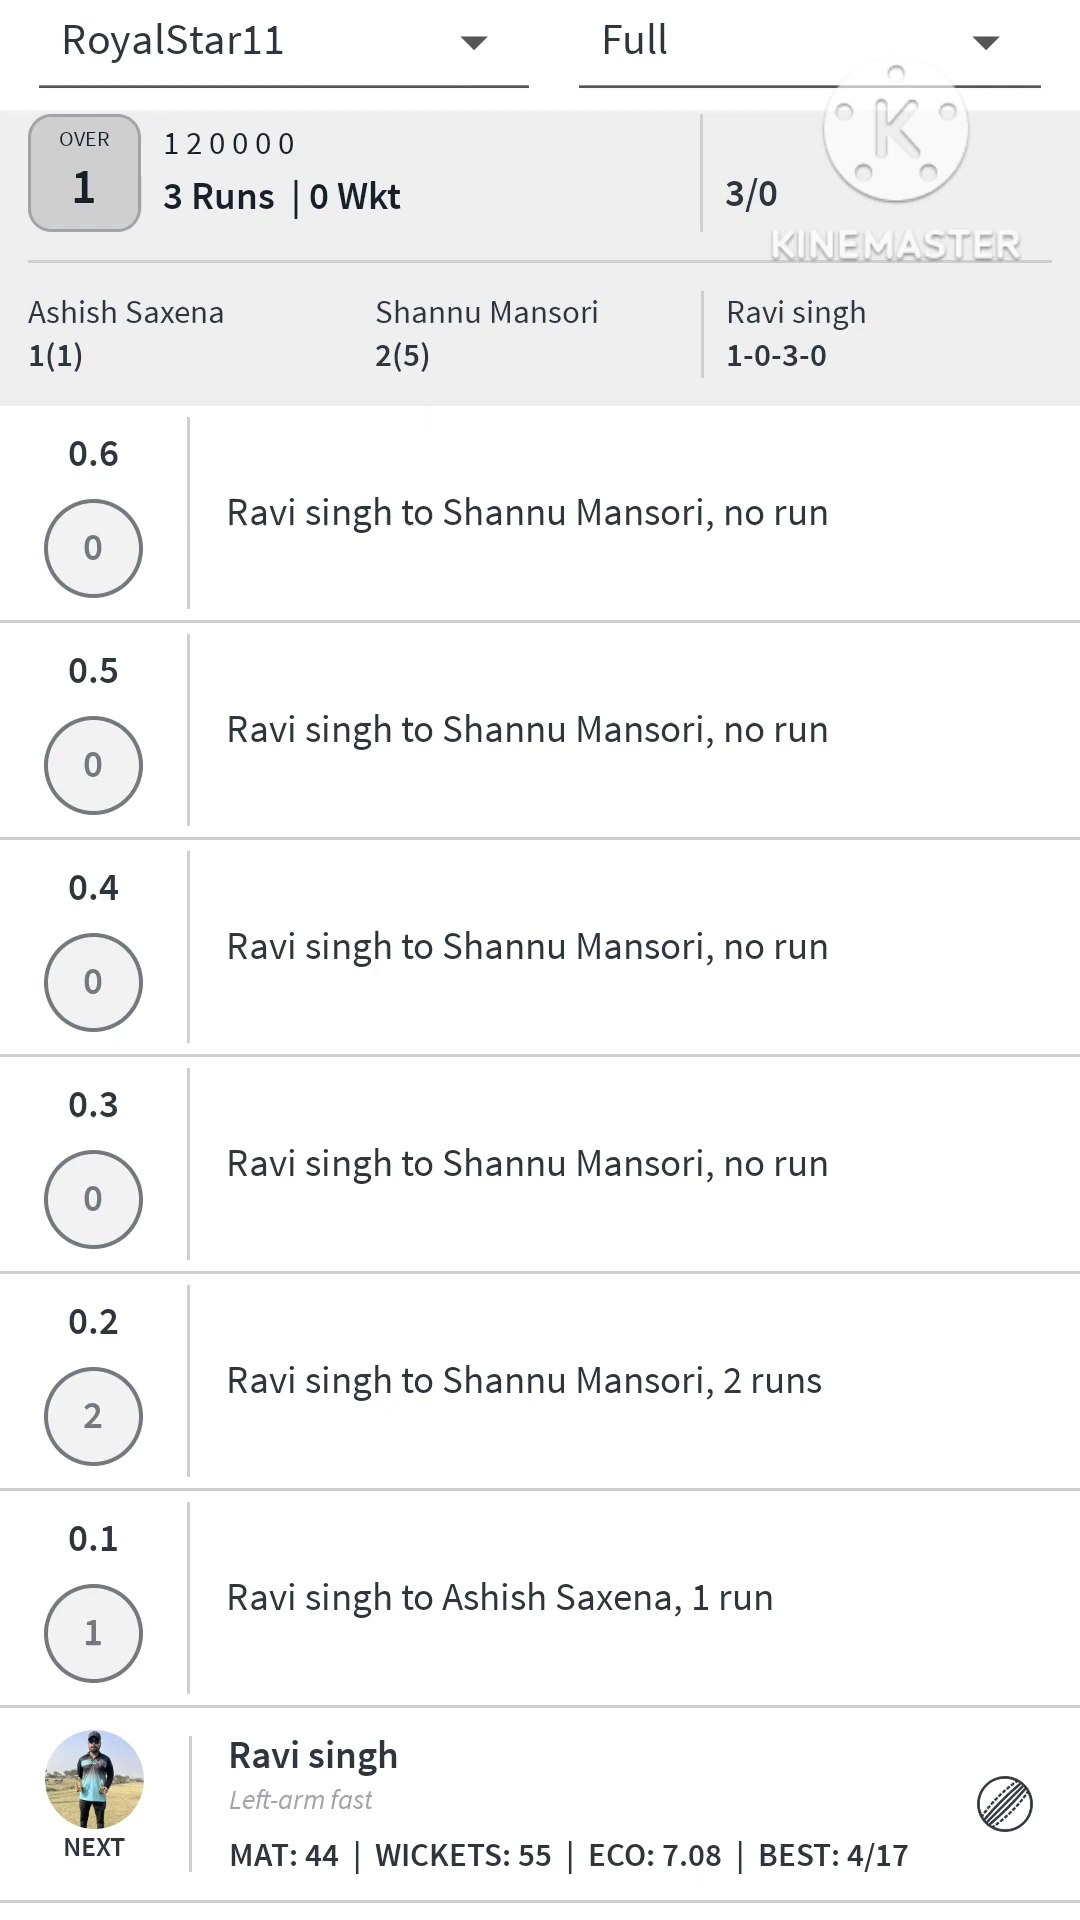 RoyalStar11 Full
OVER
1
1 2 0 0 0 0
3 Runs | 0 Wkt
3/0
K
KINEMASTER
Ashish Saxena Shannu Mansori Ravi singh
1(1) 2(5) 1-0-3-0
0.6
0
Ravi singh to Shannu Mansori, no run
0.5
0
Ravi singh to Shannu Mansori, no run
0.4
0
Ravi singh to Shannu Mansori, no run
0.3
0
Ravi singh to Shannu Mansori, no run
0.2
2
Ravi singh to Shannu Mansori, 2 runs
0.1
1
Ravi singh to Ashish Saxena, 1 run
Ravi singh
Left-arm fast
NEXT
MAT: 44 | WICKETS: 55 | ECO: 7.08 | BEST: 4/17